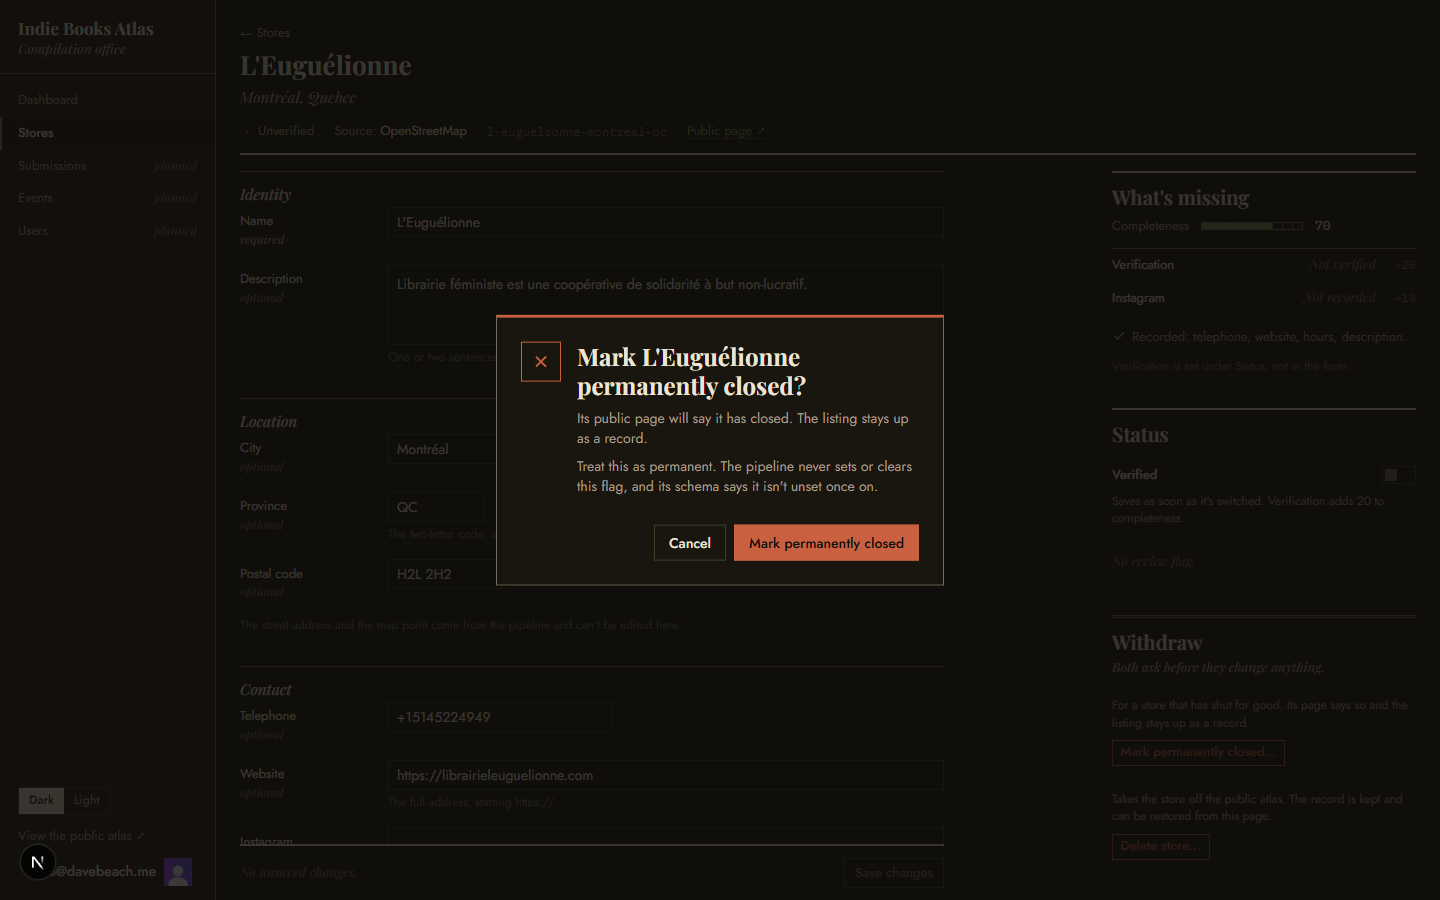 Indie Books Atlas
Compilation office
Dashboard
Stores
Submissions planned
Events planned
Users planned
Dark Light
View the public atlas ↗
N
@davebeach.me
← Stores
L'Euguélionne
Montréal, Quebec
· Unverified Source: OpenStreetMap l-euguelionne-montreal-qc Public page ↗
Identity
Name
required
L'Euguélionne
Description
optional
Librairie féministe est une coopérative de solidarité à but non-lucratif.
One or two sentences
Location
City
optional
Montréal
Province
optional
QC
The two-letter code,
Postal code
optional
H2L 2H2
The street address and the map point come from the pipeline and can't be edited here.
Contact
Telephone
optional
+15145224949
Website
optional
https://librairieleuguelionne.com
The full address, starting https://
Instagram
No unsaved changes.
Save changes
Mark L'Euguélionne
permanently closed?
Its public page will say it has closed. The listing stays up
as a record.
Treat this as permanent. The pipeline never sets or clears
this flag, and its schema says it isn't unset once on.
Cancel Mark permanently closed
What's missing
Completeness 70
Verification Not verified +20
Instagram Not recorded +10
✓ Recorded: telephone, website, hours, description.
Verification is set under Status, not in the form.
Status
Verified
Saves as soon as it's switched. Verification adds 20 to
completeness.
No review flag.
Withdraw
Both ask before they change anything.
For a store that has shut for good. Its page says so and the
listing stays up as a record.
Mark permanently closed...
Takes the store off the public atlas. The record is kept and
can be restored from this page.
Delete store...